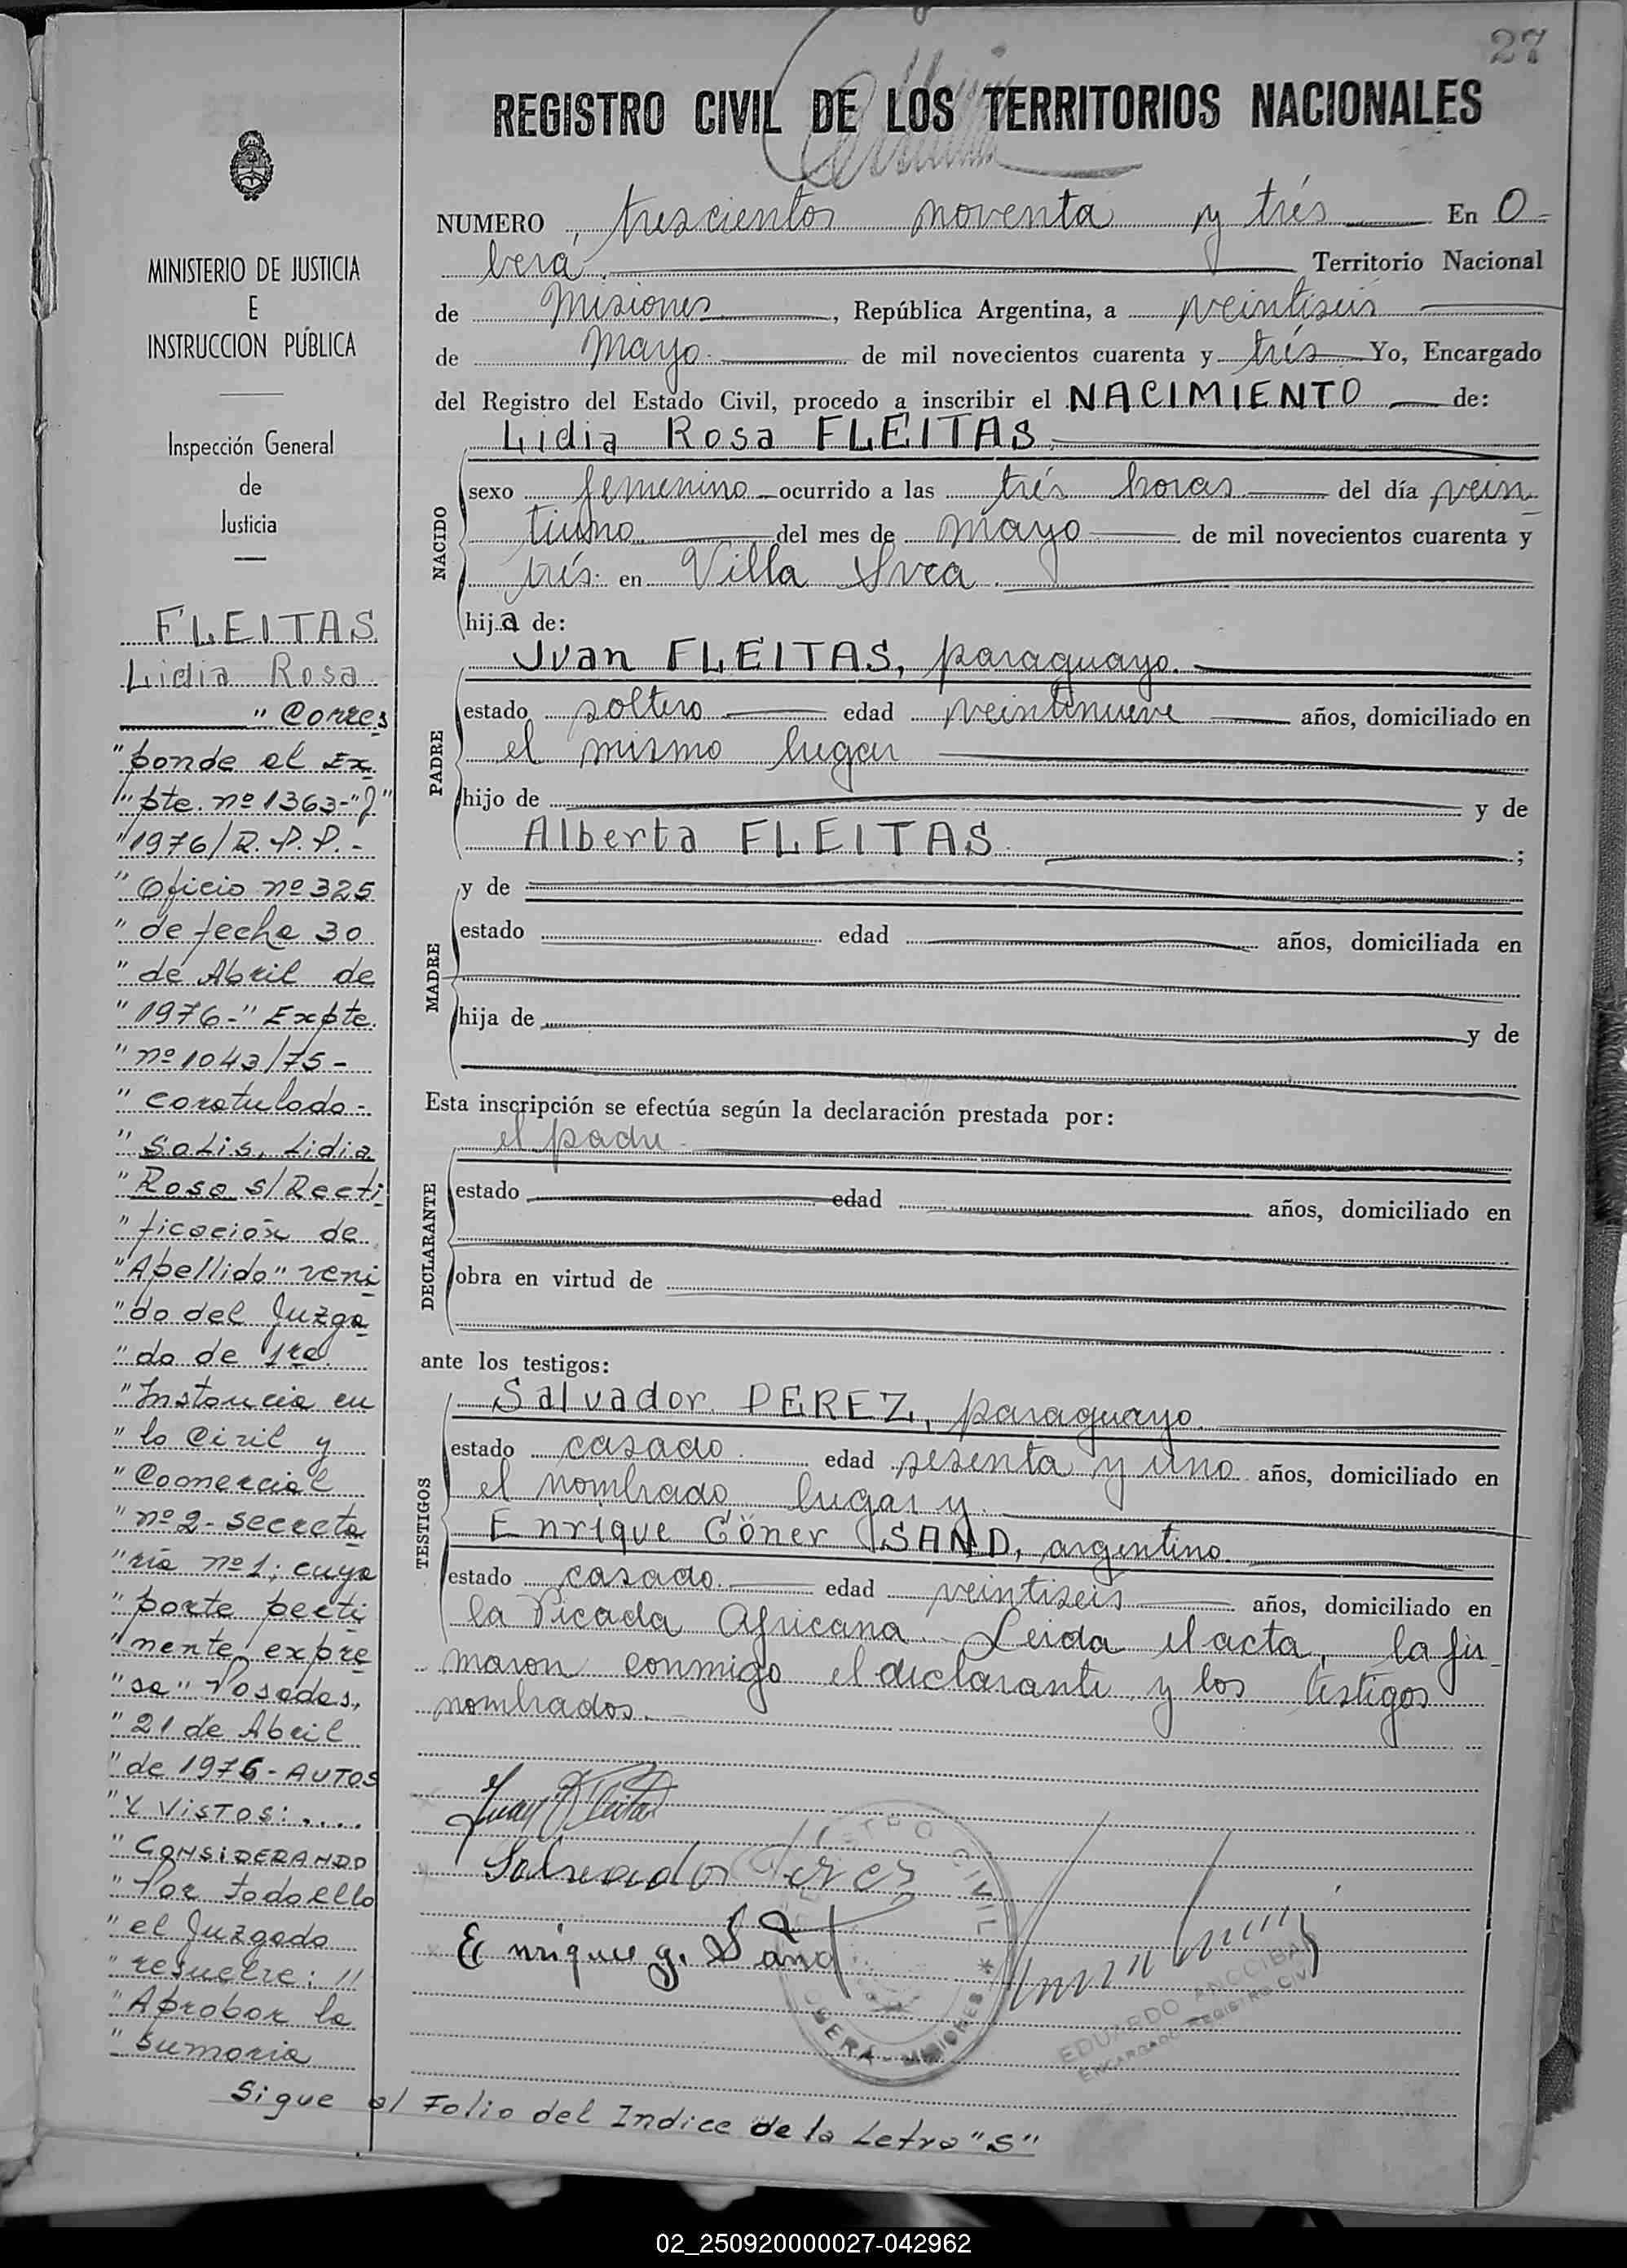 27
REGISTRO CIVIL DE LOS TERRITORIOS NACIONALES
NUMERO trescientos noventa y trés En O-
berá. Territorio Nacional
de Misiones, República Argentina, a veintiseis
de Mayo de mil novecientos cuarenta y trés Yo, Encargado
del Registro del Estado Civil, procedo a inscribir el NACIMIENTO de:
Lidia Rosa FLEITAS
NACIDO
sexo femenino ocurrido a las trés horas del día vein-
tiuno del mes de mayo de mil novecientos cuarenta y
trés en Villa Svea.
hija de:
Juan FLEITAS, paraguayo.
PADRE
estado soltero edad veintinueve años, domiciliado en
el mismo lugar
hijo de y de
Alberta FLEITAS ;
MADRE
y de
estado edad años, domiciliada en
hija de y de
Esta inscripción se efectúa según la declaración prestada por:
el padre
DECLARANTE
estado edad años, domiciliado en
obra en virtud de
ante los testigos:
Salvador PEREZ, paraguayo
TESTIGOS
estado casado edad sesenta y uno años, domiciliado en
el nombrado lugar y
Enrique Göner SAND, argentino.
estado casado edad veintiseis años, domiciliado en
la Picada Africana. Leida el acta, la fir-
maron conmigo el declarante y los testigos
nombrados.
Juan Fleitas
Salvador Perez
Enrique g. Sand
REGISTRO CIVIL * OBERA - MISIONES *
EDUARDO ANCCIBAR
ENCARGADO REGISTRO CIVIL
MINISTERIO DE JUSTICIA
E
INSTRUCCION PÚBLICA
Inspección General
de
Justicia
FLEITAS
Lidia Rosa
" Corres
"ponde al Ex
"pte. nº 1363-"J"
"1976/R.P.P.-
"Oficio nº 325
"de fecha 30
"de Abril de
"1976-" Expte.
"nº 1043/75-
"caratulado-
"SOLIS, Lidia
"Rosa s/Recti
"ficación de
"Apellido" veni
"do del Juzga
"do de 1ra.
"Instancia en
"lo Civil y
"Comercial
"nº 2- secreta
"ría nº 1; cuya
"parte perti
"nente, expre
"sa" Posadas,
"21 de Abril
"de 1976- AUTOS
"Y VISTOS:....
"CONSIDERANDO
"Por todo ello
"el Juzgado
"resuelve: 1)
"Aprobar la
"sumaria
Sigue al Folio del Indice de la Letra "S"
02_250920000027-042962